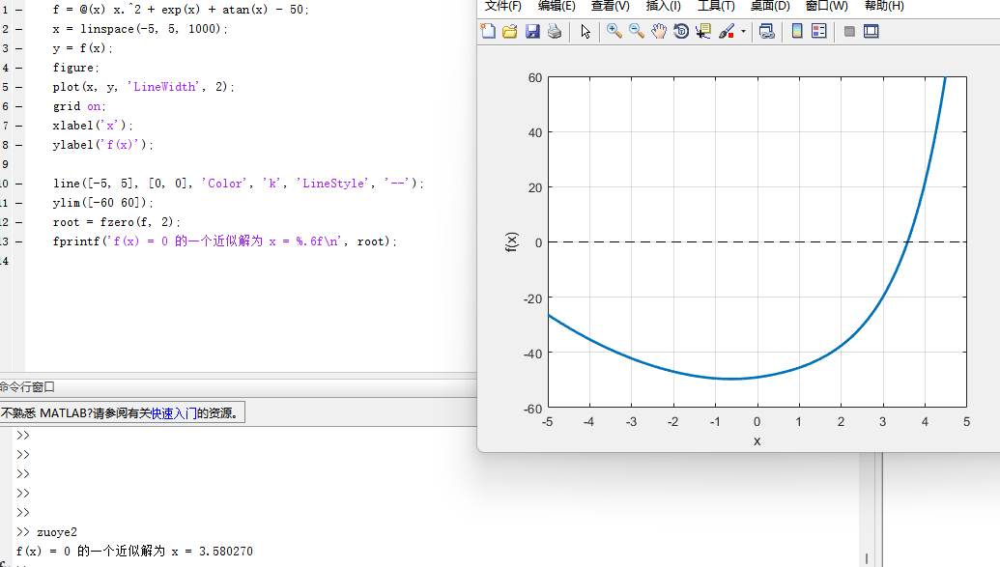 文件(F) 编辑(E) 查看(V) 插入(I) 工具(T) 桌面(D) 窗口(W) 帮助(H)
1 — f = @(x) x.^2 + exp(x) + atan(x) - 50;
2 — x = linspace(-5, 5, 1000);
3 — y = f(x);
4 — figure;
5 — plot(x, y, 'LineWidth', 2);
6 — grid on;
7 — xlabel('x');
8 — ylabel('f(x)');
9
10 — line([-5, 5], [0, 0], 'Color', 'k', 'LineStyle', '--');
11 — ylim([-60 60]);
12 — root = fzero(f, 2);
13 — fprintf('f(x) = 0 的一个近似解为 x = %.6f\n', root);
14
60
40
20
0
-20
-40
-60
f(x)
-5 -4 -3 -2 -1 0 1 2 3 4 5
x
命令行窗口
不熟悉 MATLAB?请参阅有关快速入门的资源。
>>
>>
>>
>>
>>
>> zuoye2
f(x) = 0 的一个近似解为 x = 3.580270